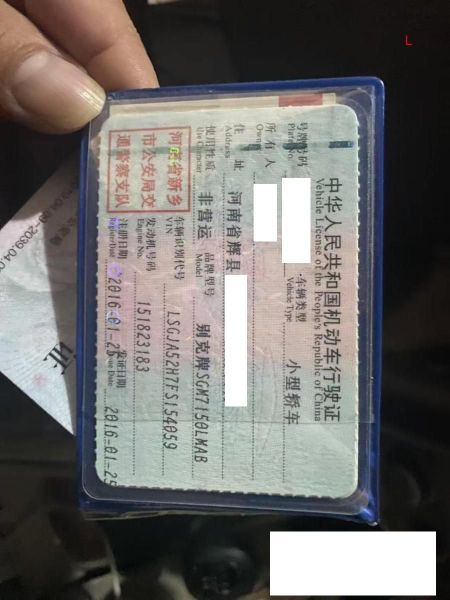 中华人民共和国机动车行驶证
Vehicle License of the People's Republic of China
号牌号码
Plate No.
车辆类型
Vehicle Type
小型轿车
所有人
Owner
住址
Address
河南省辉县
使用性质
Use Character
非营运
品牌型号
Model
别克牌SGM7150LMAB
河南省新乡
市公安局交
通警察支队
车辆识别代号
VIN
LSGJA52H7FS154059
发动机号码
Engine No.
151823183
注册日期
Register Date
2016-01-25
发证日期
Issue Date
2016-01-25
证
L